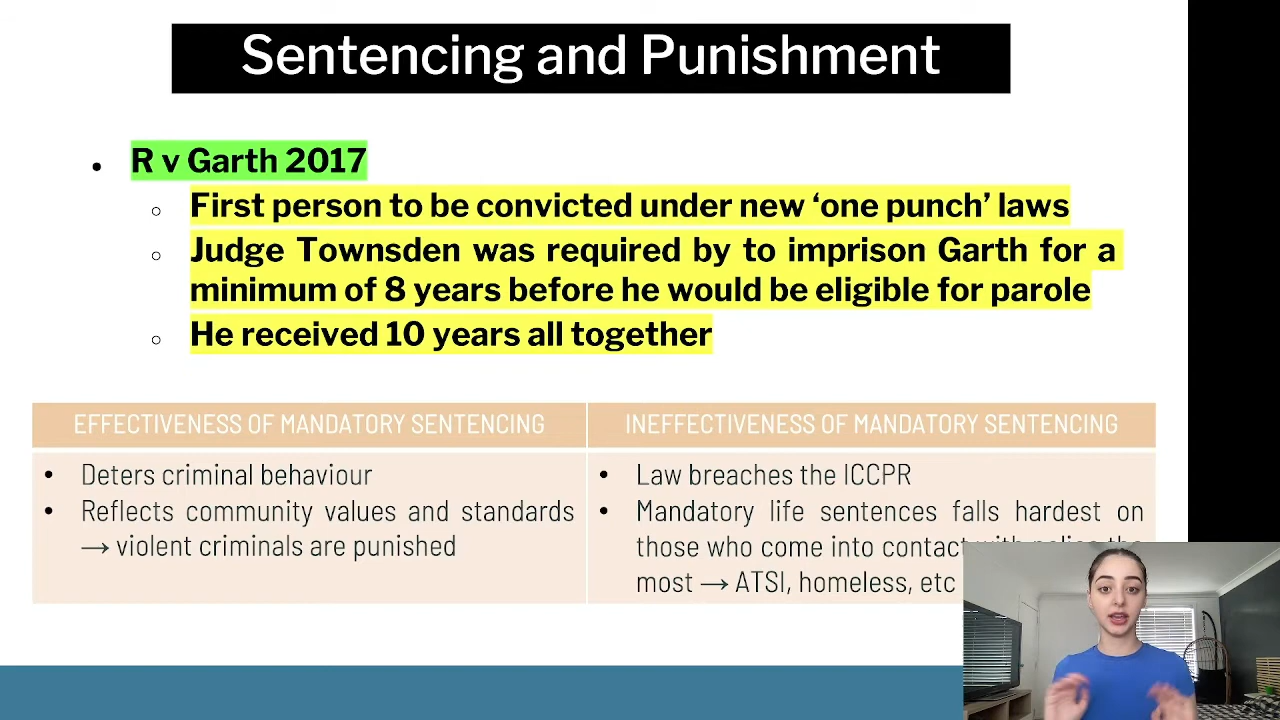 Sentencing and Punishment
• R v Garth 2017
○ First person to be convicted under new ‘one punch’ laws
○ Judge Townsden was required by to imprison Garth for a
minimum of 8 years before he would be eligible for parole
○ He received 10 years all together
EFFECTIVENESS OF MANDATORY SENTENCING
• Deters criminal behaviour
• Reflects community values and standards
→ violent criminals are punished
INEFFECTIVENESS OF MANDATORY SENTENCING
• Law breaches the ICCPR
• Mandatory life sentences falls hardest on
those who come into contact with police the
most → ATSI, homeless, etc